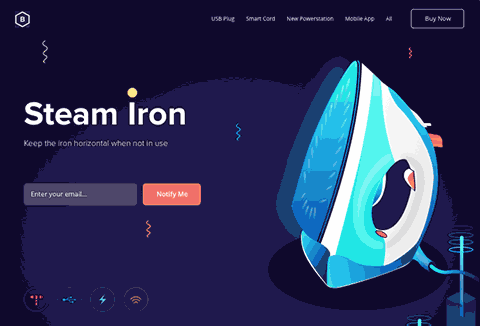 B
USB Plug Smart Cord New Powerstation Mobile App All Buy Now
Steam Iron
Keep the iron horizontal when not in use
Enter your email... Notify Me